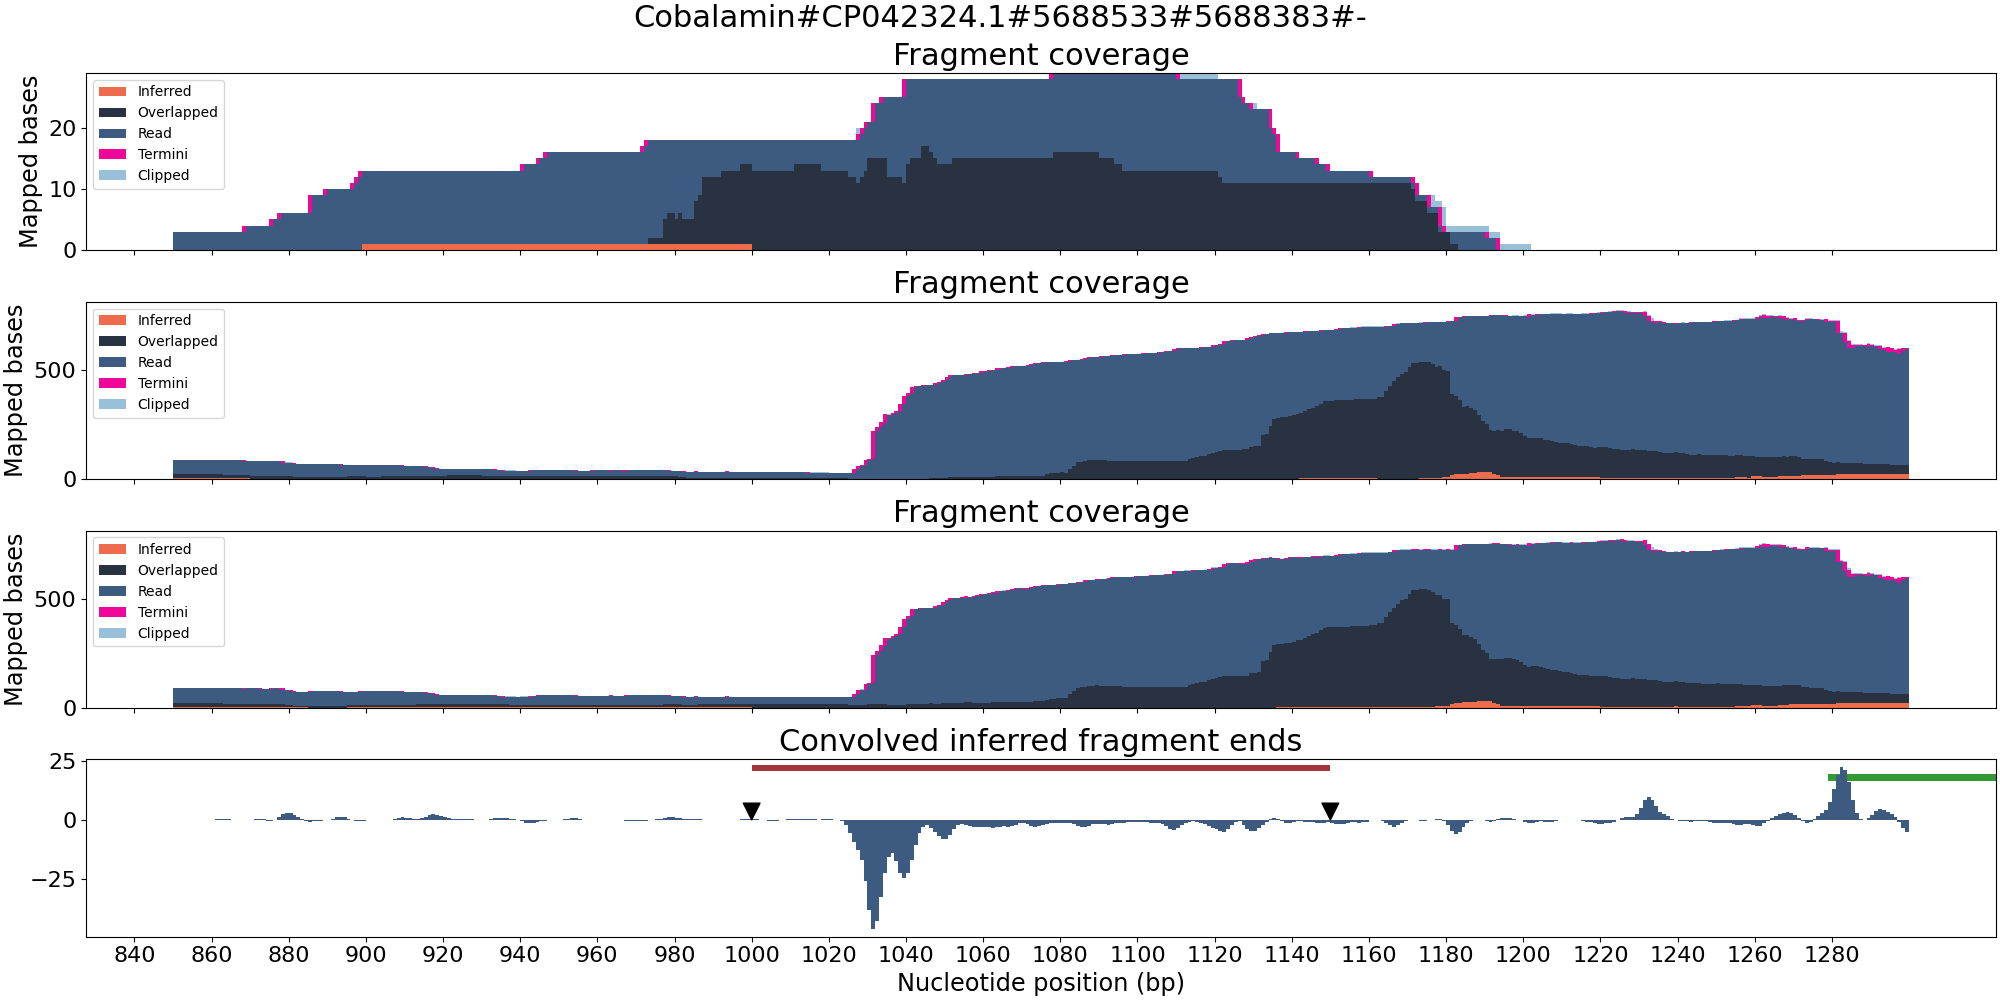 Cobalamin#CP042324.1#5688533#5688383#-
Fragment coverage
Mapped bases
20
10
0
Inferred
Overlapped
Read
Termini
Clipped
Fragment coverage
Mapped bases
500
0
Inferred
Overlapped
Read
Termini
Clipped
Fragment coverage
Mapped bases
500
0
Inferred
Overlapped
Read
Termini
Clipped
Convolved inferred fragment ends
25
0
−25
840 860 880 900 920 940 960 980 1000 1020 1040 1060 1080 1100 1120 1140 1160 1180 1200 1220 1240 1260 1280
Nucleotide position (bp)